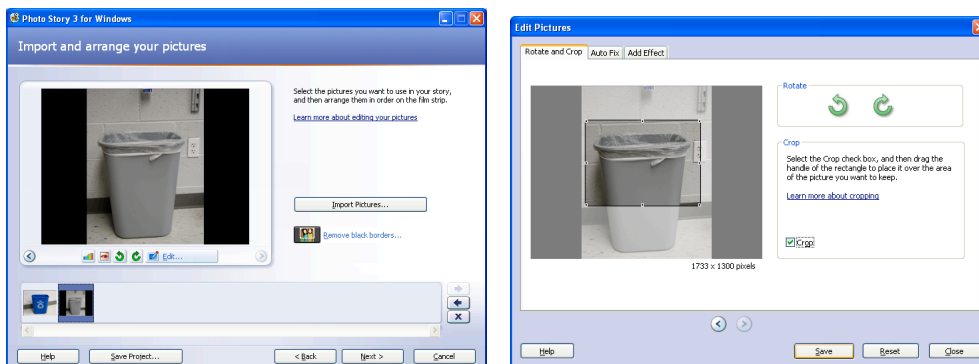 Photo Story 3 for Windows
Import and arrange your pictures
Select the pictures you want to use in your story,
and then arrange them in order on the film strip.
Learn more about editing your pictures
Import Pictures...
Remove black borders...
Edit...
Help
Save Project...
< Back
Next >
Cancel
Edit Pictures
Rotate and Crop
Auto Fix
Add Effect
Rotate
Crop
Select the Crop check box, and then drag the
handle of the rectangle to place it over the area
of the picture you want to keep.
Learn more about cropping
Crop
1733 x 1300 pixels
Help
Save
Reset
Close